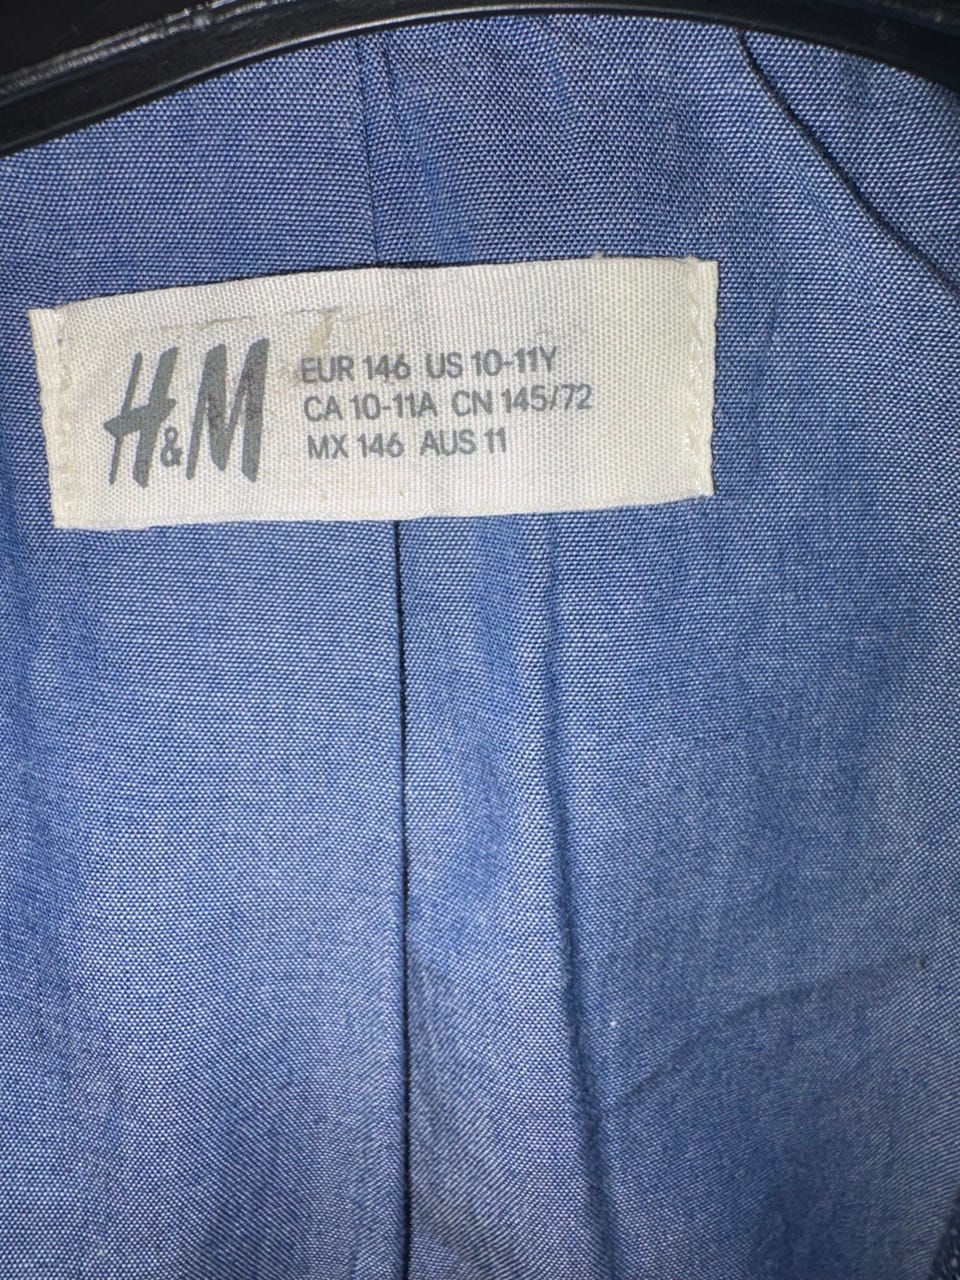 H&M
EUR 146 US 10-11Y
CA 10-11A CN 145/72
MX 146 AUS 11